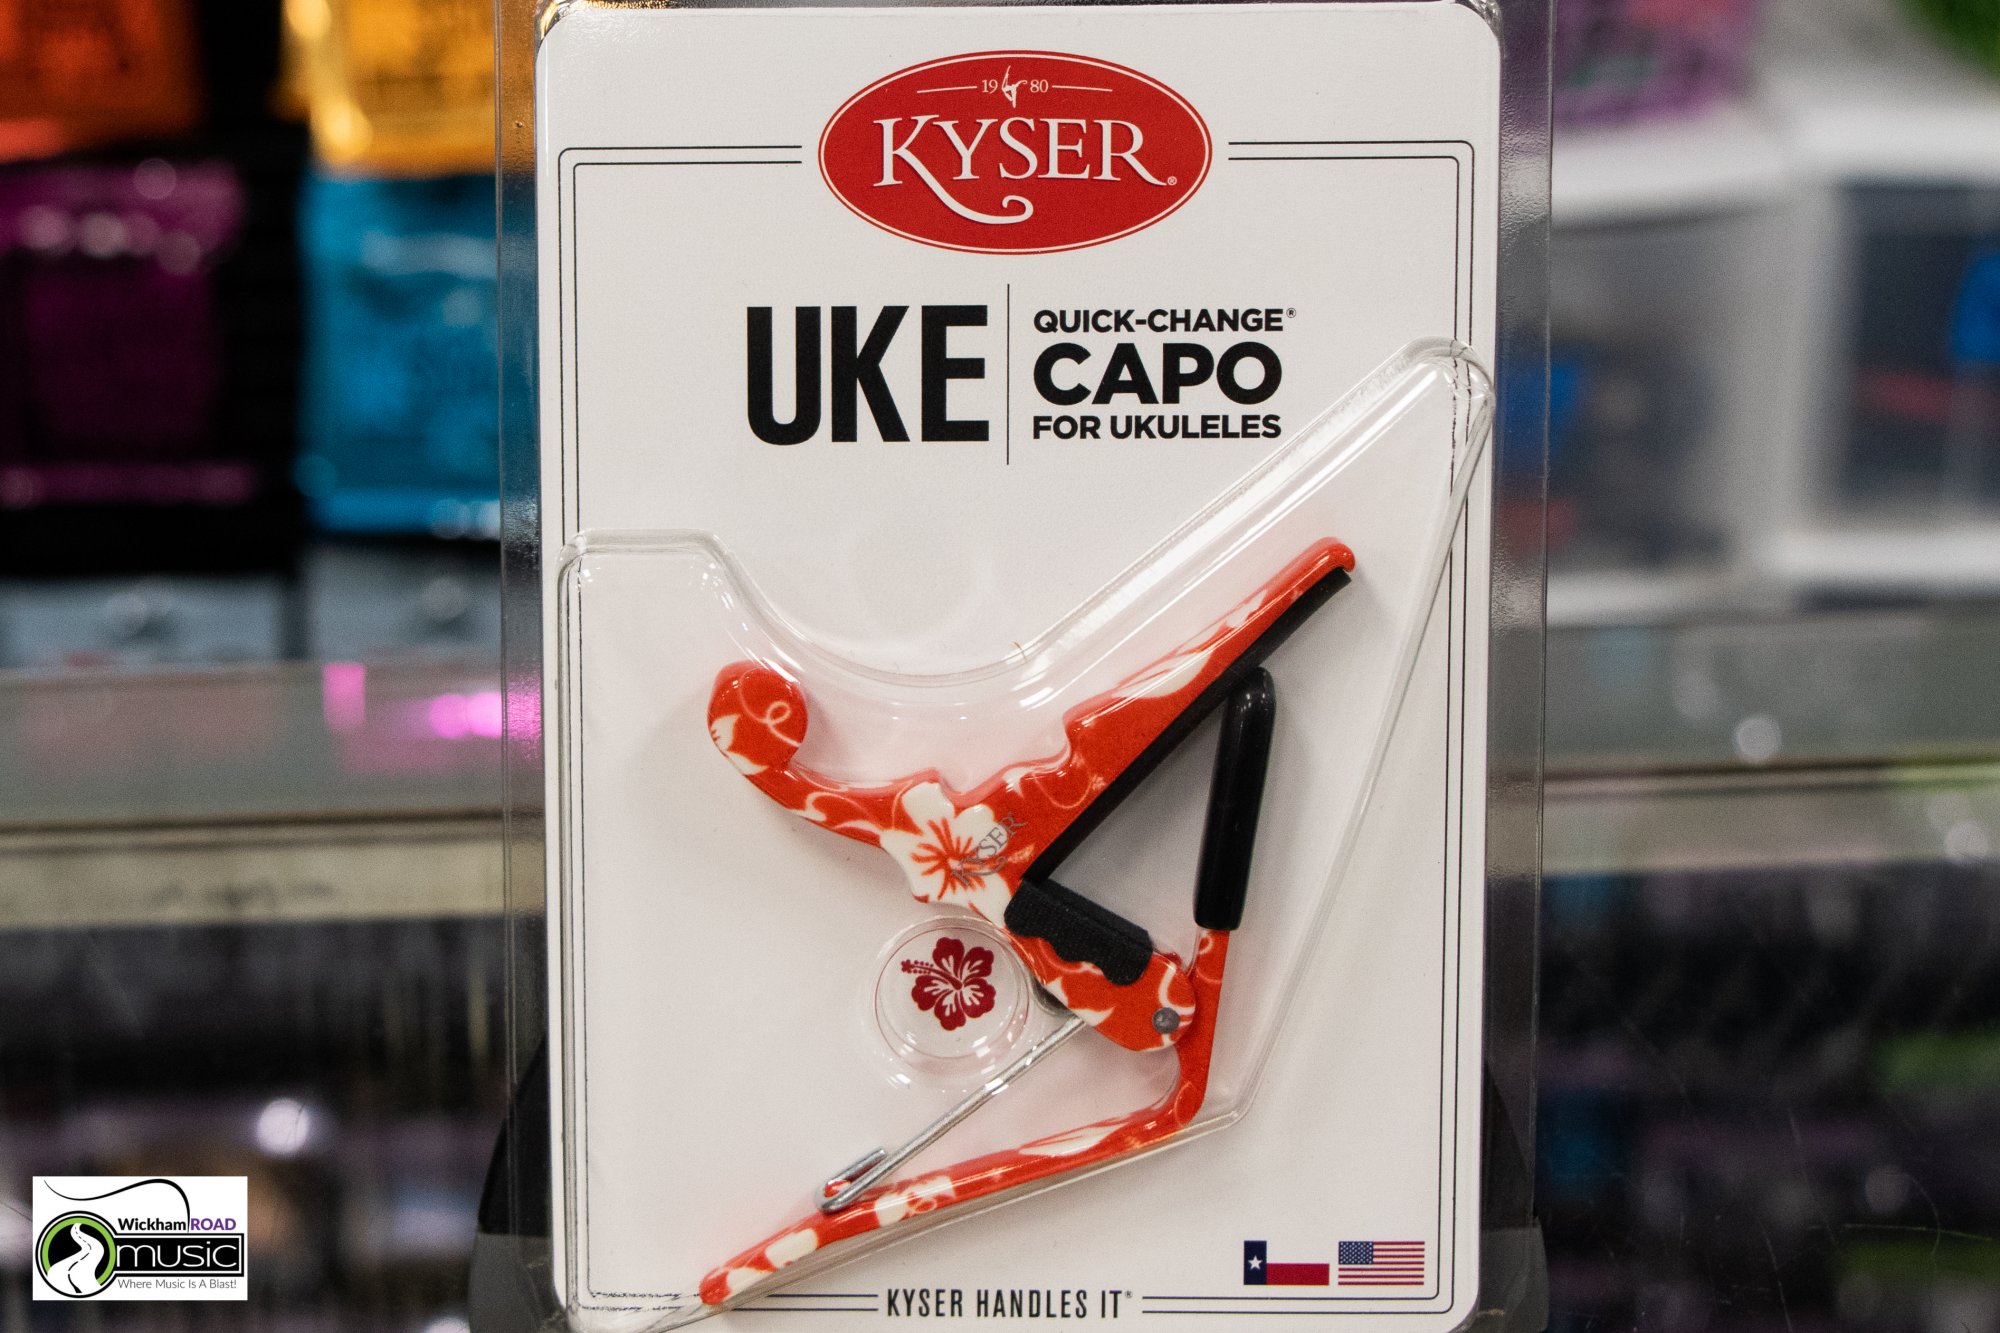 19 80
KYSER®
UKE
QUICK-CHANGE®
CAPO
FOR UKULELES
KYSER
KYSER HANDLES IT®
Wickham ROAD
music
Where Music Is A Blast!